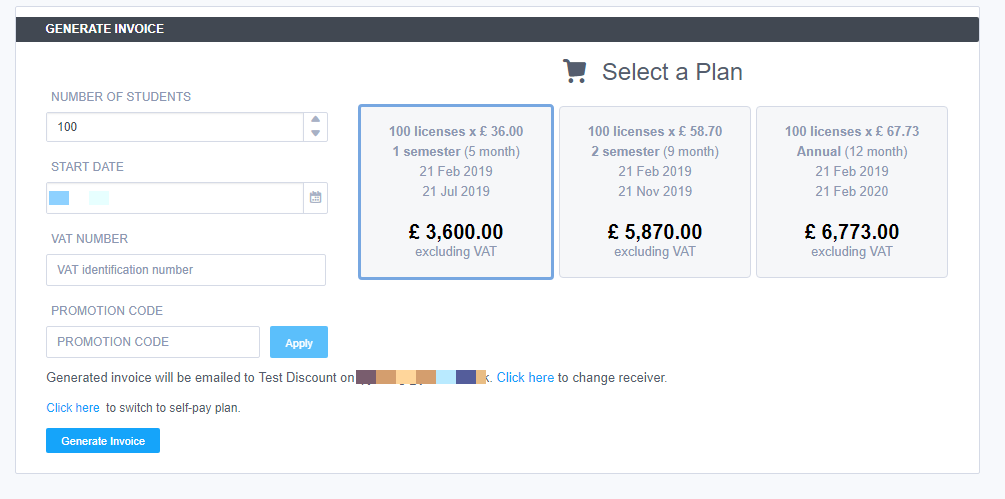 GENERATE INVOICE
Select a Plan
NUMBER OF STUDENTS
100
START DATE
VAT NUMBER
VAT identification number
PROMOTION CODE
PROMOTION CODE
Apply
100 licenses x £ 36.00
1 semester (5 month)
21 Feb 2019
21 Jul 2019
£ 3,600.00
excluding VAT
100 licenses x £ 58.70
2 semester (9 month)
21 Feb 2019
21 Nov 2019
£ 5,870.00
excluding VAT
100 licenses x £ 67.73
Annual (12 month)
21 Feb 2019
21 Feb 2020
£ 6,773.00
excluding VAT
Generated invoice will be emailed to Test Discount on k. Click here to change receiver.
Click here to switch to self-pay plan.
Generate Invoice